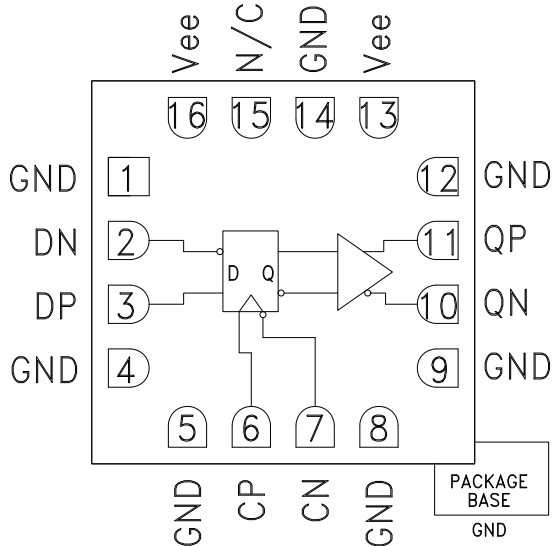 Vee N/C GND Vee
16 15 14 13
GND 1 12 GND
DN 2 11 QP
D Q
DP 3 10 QN
GND 4 9 GND
5 6 7 8
GND CP CN GND
PACKAGE
BASE
GND